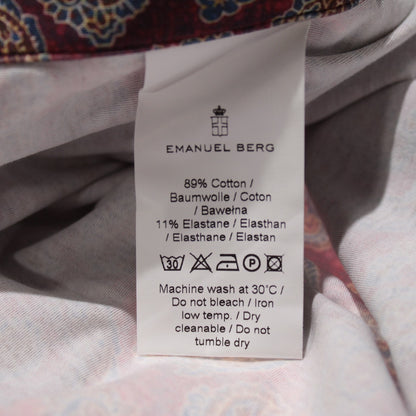 EMANUEL BERG
89% Cotton /
Baumwolle / Coton
/ Bawełna
11% Elastane / Elasthan
/ Elasthane / Elastan
30 P
Machine wash at 30°C /
Do not bleach / Iron
low temp. / Dry
cleanable / Do not
tumble dry